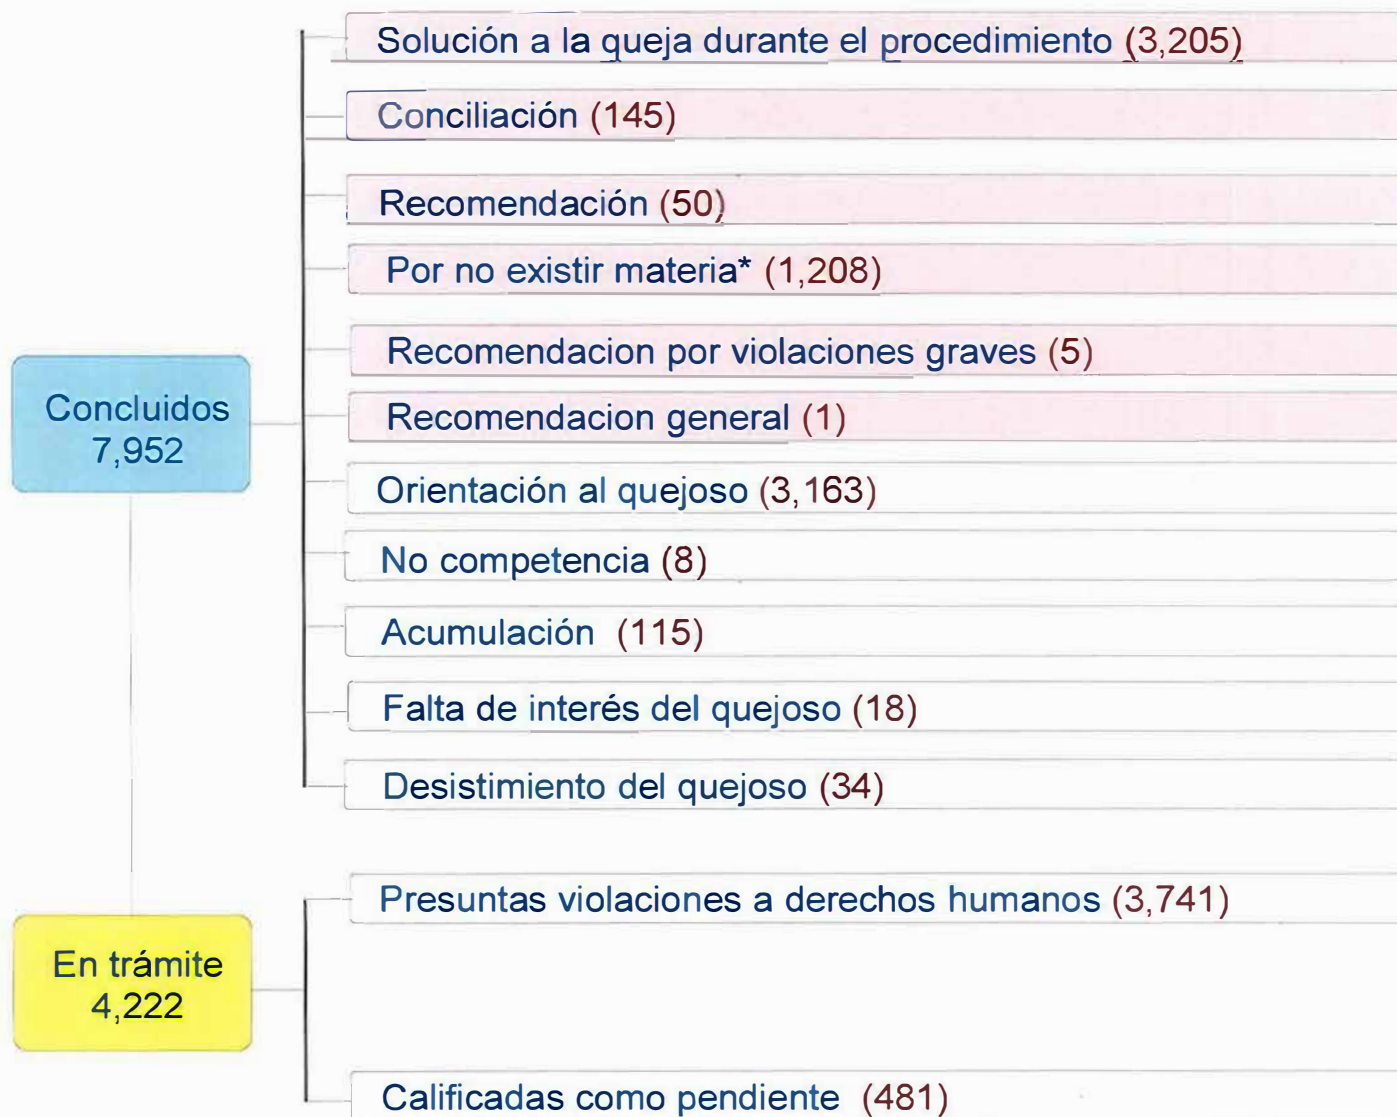 Solución a la queja durante el procedimiento (3,205)
Conciliación (145)
Recomendación (50)
Por no existir materia* (1,208)
Recomendacion por violaciones graves (5)
Recomendacion general (1)
Concluidos
7,952
Orientación al quejoso (3,163)
No competencia (8)
Acumulación (115)
Falta de interés del quejoso (18)
Desistimiento del quejoso (34)
Presuntas violaciones a derechos humanos (3,741)
En trámite
4,222
Calificadas como pendiente (481)